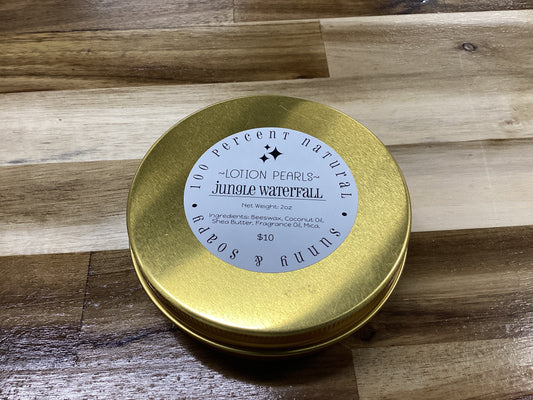 100 Percent Natural
~LOTION PEARLS~
Jungle Waterfall
Net Weight: 2oz
Ingredients: Beeswax, Coconut Oil,
Shea Butter, Fragrance Oil, Mica.
$10
Sunny & Soapy